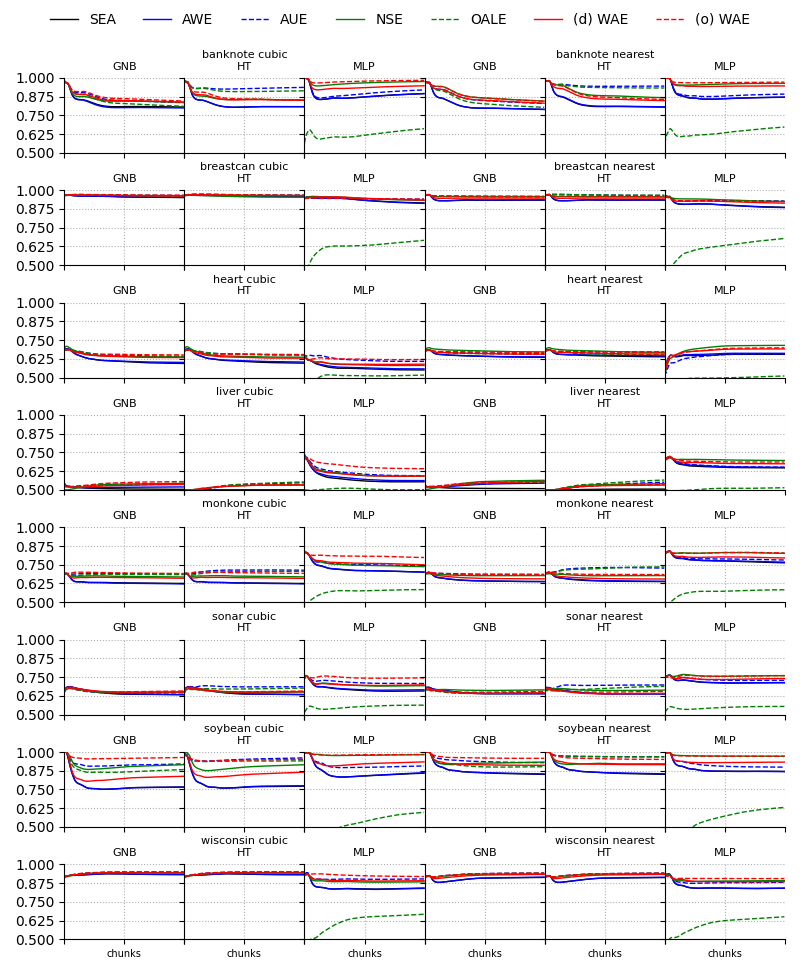 SEA AWE AUE NSE OALE (d) WAE (o) WAE
banknote cubic banknote nearest
GNB HT MLP GNB HT MLP
1.000
0.875
0.750
0.625
0.500
breastcan cubic breastcan nearest
GNB HT MLP GNB HT MLP
1.000
0.875
0.750
0.625
0.500
heart cubic heart nearest
GNB HT MLP GNB HT MLP
1.000
0.875
0.750
0.625
0.500
liver cubic liver nearest
GNB HT MLP GNB HT MLP
1.000
0.875
0.750
0.625
0.500
monkone cubic monkone nearest
GNB HT MLP GNB HT MLP
1.000
0.875
0.750
0.625
0.500
sonar cubic sonar nearest
GNB HT MLP GNB HT MLP
1.000
0.875
0.750
0.625
0.500
soybean cubic soybean nearest
GNB HT MLP GNB HT MLP
1.000
0.875
0.750
0.625
0.500
wisconsin cubic wisconsin nearest
GNB HT MLP GNB HT MLP
1.000
0.875
0.750
0.625
0.500
chunks chunks chunks chunks chunks chunks